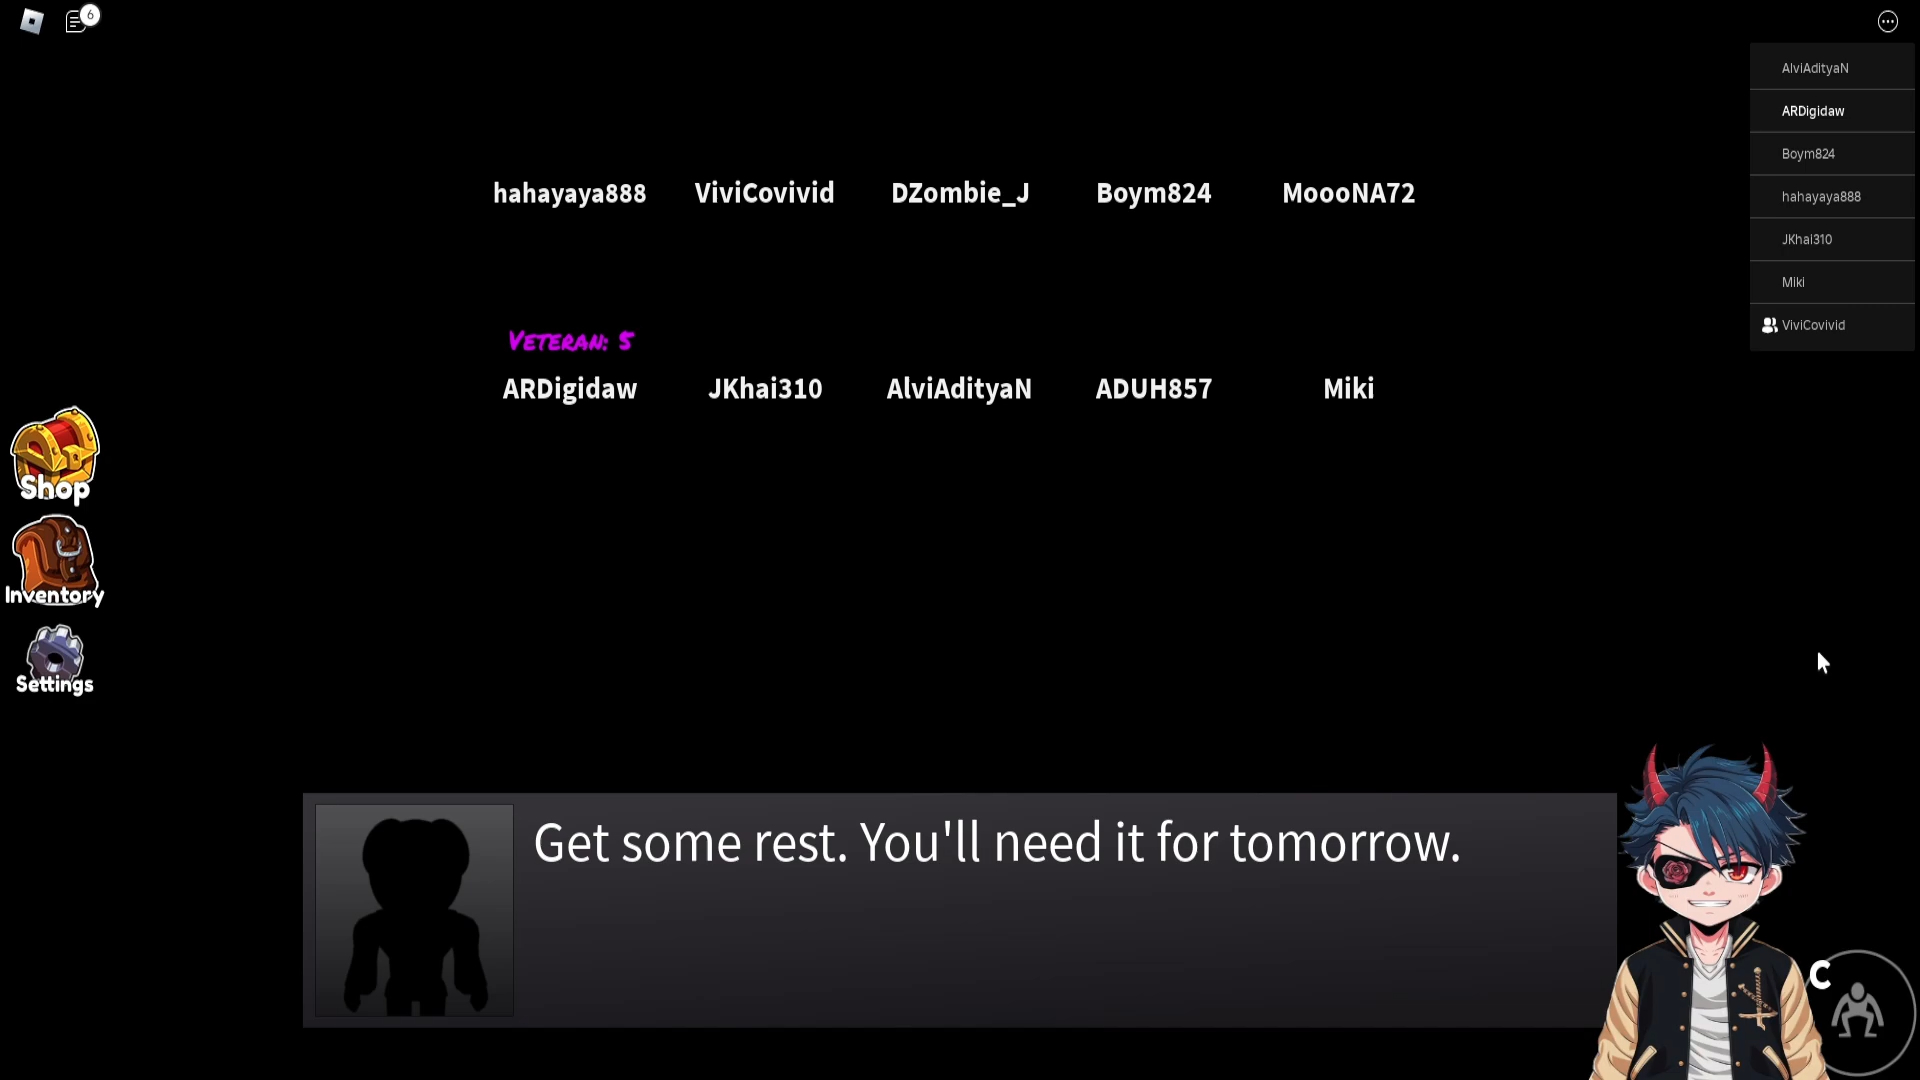 6
AlviAdityaN
ARDigidaw
Boym824
hahayaya888
JKhai310
Miki
ViviCovivid
hahayaya888 ViviCovivid DZombie_J Boym824 MoooNA72
VETERAN: 5
ARDigidaw JKhai310 AlviAdityaN ADUH857 Miki
Shop
Inventory
Settings
Get some rest. You'll need it for tomorrow.
C